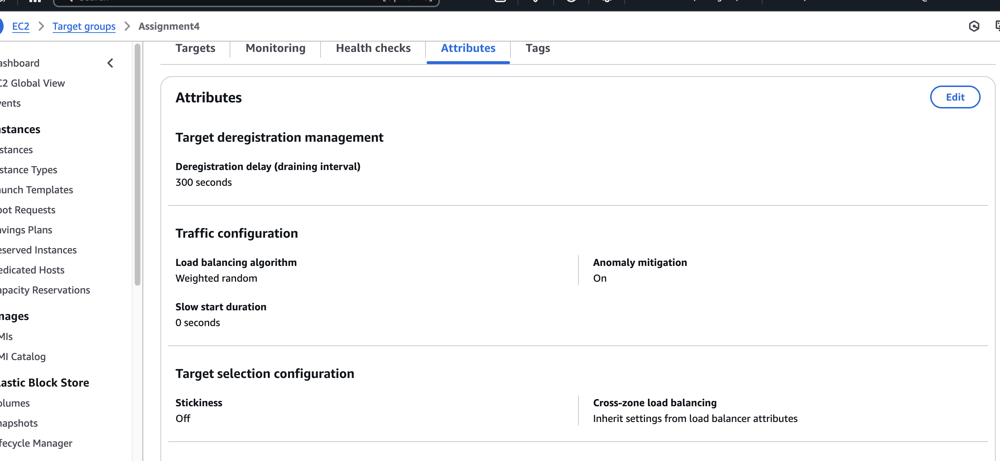 EC2 > Target groups > Assignment4
Targets
Monitoring
Health checks
Attributes
Tags
ashboard
C2 Global View
vents
nstances
stances
stance Types
unch Templates
pot Requests
avings Plans
eserved Instances
edicated Hosts
apacity Reservations
mages
MIs
MI Catalog
lastic Block Store
olumes
napshots
fecycle Manager
Attributes
Edit
Target deregistration management
Deregistration delay (draining interval)
300 seconds
Traffic configuration
Load balancing algorithm
Weighted random
Anomaly mitigation
On
Slow start duration
0 seconds
Target selection configuration
Stickiness
Off
Cross-zone load balancing
Inherit settings from load balancer attributes